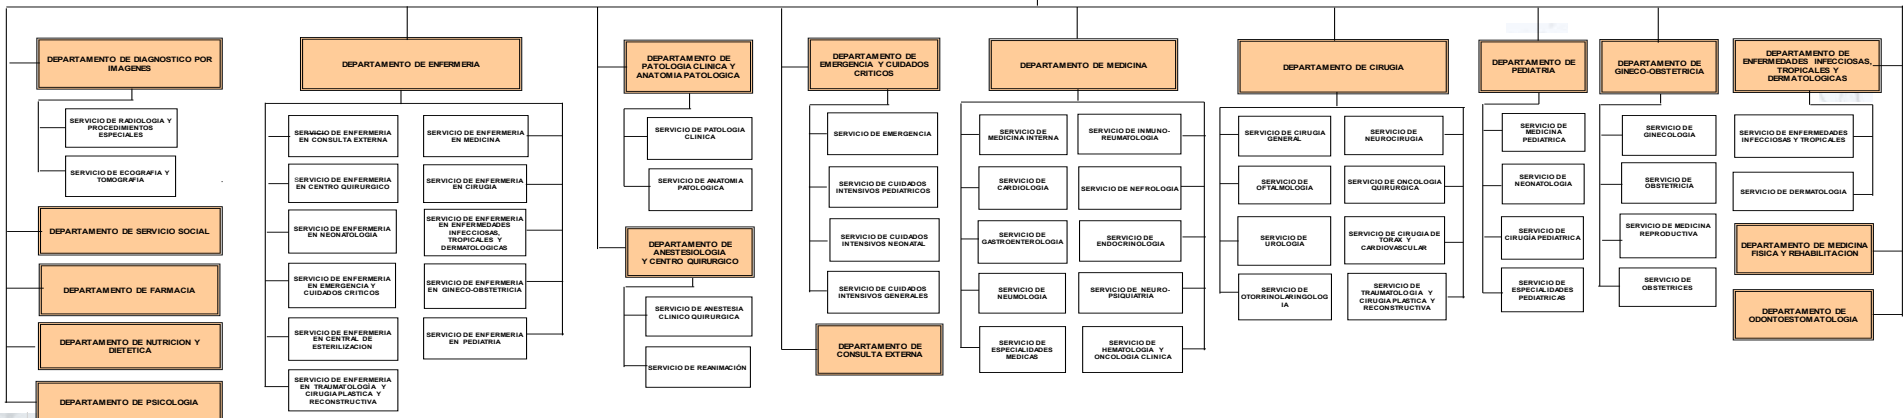 DEPARTAMENTO DE DIAGNOSTICO POR
IMAGENES
SERVICIO DE RADIOLOGIA Y
PROCEDIMIENTOS
ESPECIALES
SERVICIO DE ECOGRAFIA Y
TOMOGRAFIA
DEPARTAMENTO DE SERVICIO SOCIAL
DEPARTAMENTO DE FARMACIA
DEPARTAMENTO DE NUTRICION Y
DIETETICA
DEPARTAMENTO DE PSICOLOGIA
DEPARTAMENTO DE ENFERMERIA
SERVICIO DE ENFERMERIA
EN CONSULTA EXTERNA
SERVICIO DE ENFERMERIA
EN CENTRO QUIRURGICO
SERVICIO DE ENFERMERIA
EN NEONATOLOGIA
SERVICIO DE ENFERMERIA
EN EMERGENCIA Y
CUIDADOS CRITICOS
SERVICIO DE ENFERMERIA
EN CENTRAL DE
ESTERILIZACION
SERVICIO DE ENFERMERIA
EN TRAUMATOLOGÍA Y
CIRUGIA PLASTICA Y
RECONSTRUCTIVA
SERVICIO DE ENFERMERIA
EN MEDICINA
SERVICIO DE ENFERMERIA
EN CIRUGIA
SERVICIO DE ENFERMERIA
EN ENFERMEDADES
INFECCIOSAS,
TROPICALES Y
DERMATOLOGICAS
SERVICIO DE ENFERMERIA
EN GINECO-OBSTETRICIA
SERVICIO DE ENFERMERIA
EN PEDIATRIA
DEPARTAMENTO DE
PATOLOGIA CLINICA Y
ANATOMIA PATOLOGICA
SERVICIO DE PATOLOGIA
CLINICA
SERVICIO DE ANATOMIA
PATOLOGICA
DEPARTAMENTO DE
ANESTESIOLOGIA
Y CENTRO QUIRURGICO
SERVICIO DE ANESTESIA
CLINICO QUIRURGICA
SERVICIO DE REANIMACIÓN
DEPARTAMENTO DE
EMERGENCIA Y CUIDADOS
CRITICOS
SERVICIO DE EMERGENCIA
SERVICIO DE CUIDADOS
INTENSIVOS PEDIATRICOS
SERVICIO DE CUIDADOS
INTENSIVOS NEONATAL
SERVICIO DE CUIDADOS
INTENSIVOS GENERALES
DEPARTAMENTO DE
CONSULTA EXTERNA
DEPARTAMENTO DE MEDICINA
SERVICIO DE
MEDICINA INTERNA
SERVICIO DE
CARDIOLOGIA
SERVICIO DE
GASTROENTEROLOGIA
SERVICIO DE
NEUMOLOGIA
SERVICIO DE
ESPECIALIDADES
MEDICAS
SERVICIO DE INMUNO-
REUMATOLOGIA
SERVICIO DE NEFROLOGIA
SERVICIO DE
ENDOCRINOLOGIA
SERVICIO DE NEURO-
PSIQUIATRIA
SERVICIO DE
HEMATOLOGIA Y
ONCOLOGIA CLINICA
DEPARTAMENTO DE CIRUGIA
SERVICIO DE CIRUGIA
GENERAL
SERVICIO DE
OFTALMOLOGIA
SERVICIO DE
UROLOGIA
SERVICIO DE
OTORRINOLARINGOLOG
IA
SERVICIO DE
NEUROCIRUGIA
SERVICIO DE ONCOLOGIA
QUIRURGICA
SERVICIO DE CIRUGIA DE
TORAX Y
CARDIOVASCULAR
SERVICIO DE
TRAUMATOLOGIA Y
CIRUGIA PLASTICA Y
RECONSTRUCTIVA
DEPARTAMENTO DE
PEDIATRIA
SERVICIO DE
MEDICINA
PEDIATRICA
SERVICIO DE
NEONATOLOGIA
SERVICIO DE
CIRUGÍA PEDIATRICA
SERVICIO DE
ESPECIALIDADES
PEDIATRICAS
DEPARTAMENTO DE
GINECO-OBSTETRICIA
SERVICIO DE
GINECOLOGIA
SERVICIO DE
OBSTETRICIA
SERVICIO DE MEDICINA
REPRODUCTIVA
SERVICIO DE
OBSTETRICES
DEPARTAMENTO DE
ENFERMEDADES INFECCIOSAS,
TROPICALES Y
DERMATOLOGICAS
SERVICIO DE ENFERMEDADES
INFECCIOSAS Y TROPICALES
SERVICIO DE DERMATOLOGIA
DEPARTAMENTO DE MEDICINA
FISICA Y REHABILITACION
DEPARTAMENTO DE
ODONTOESTOMATOLOGIA